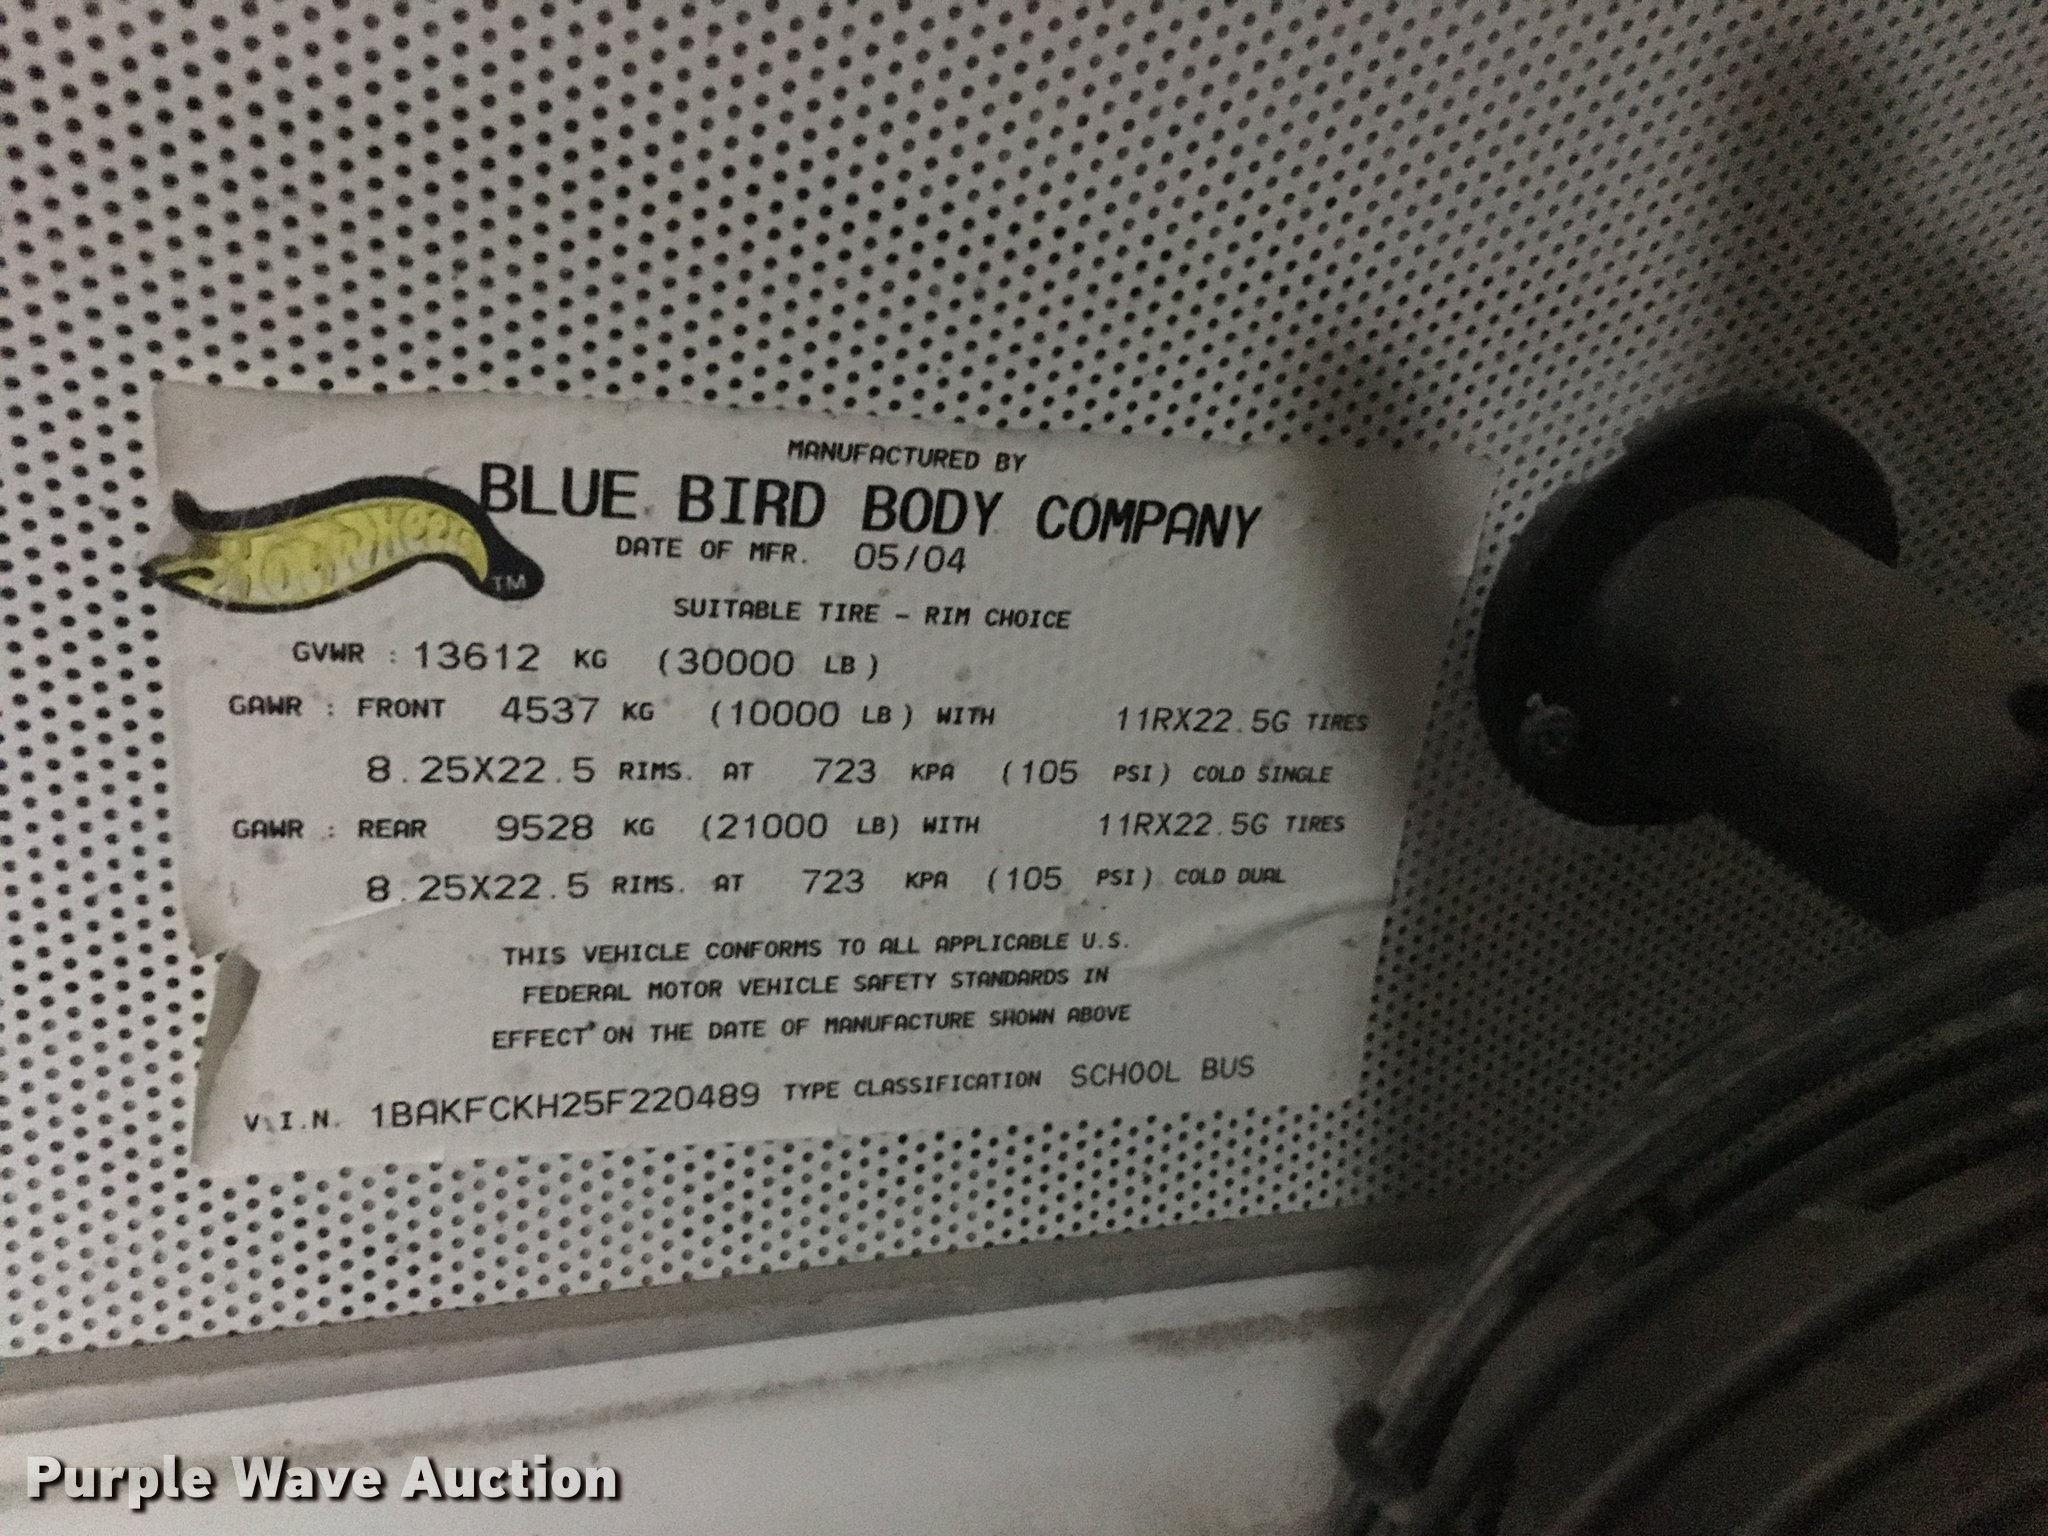 MANUFACTURED BY
BLUE BIRD BODY COMPANY
TM
DATE OF MFR. 05/04
SUITABLE TIRE – RIM CHOICE
GVWR : 13612 KG (30000 LB)
GAWR : FRONT 4537 KG (10000 LB) WITH 11RX22.5G TIRES
8.25X22.5 RIMS. AT 723 KPA (105 PSI) COLD SINGLE
GAWR : REAR 9528 KG (21000 LB) WITH 11RX22.5G TIRES
8.25X22.5 RIMS. AT 723 KPA (105 PSI) COLD DUAL
THIS VEHICLE CONFORMS TO ALL APPLICABLE U.S.
FEDERAL MOTOR VEHICLE SAFETY STANDARDS IN
EFFECT ON THE DATE OF MANUFACTURE SHOWN ABOVE
V.I.N. 1BAKFCKH25F220489 TYPE CLASSIFICATION SCHOOL BUS
Purple Wave Auction